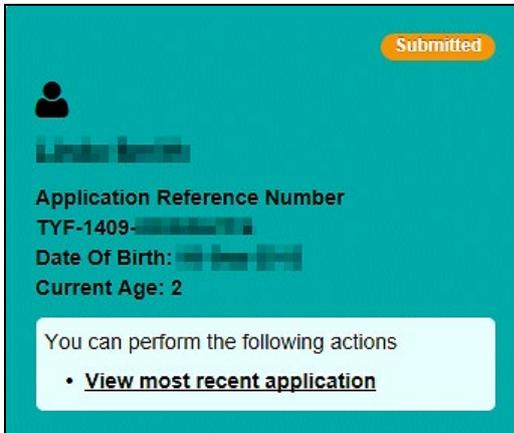 Submitted
Application Reference Number
TYF-1409-
Date Of Birth:
Current Age: 2
You can perform the following actions
• View most recent application